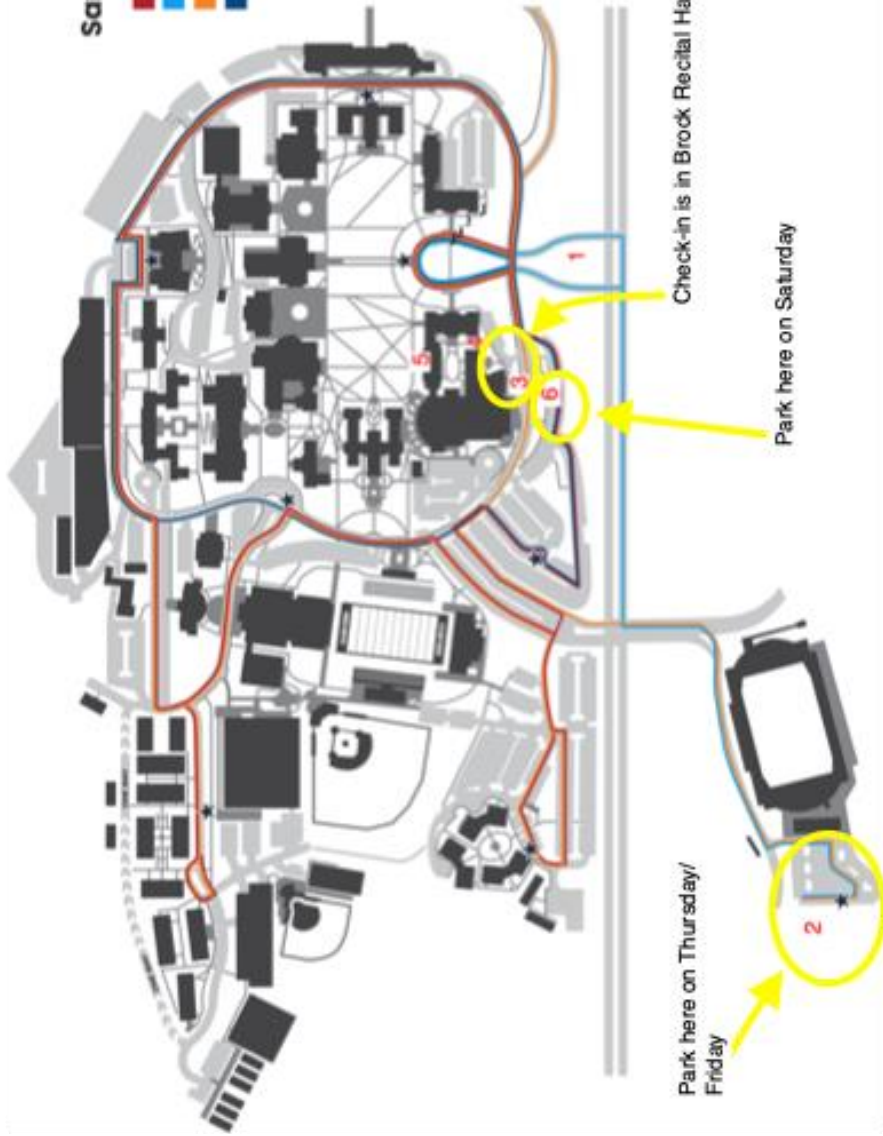 Sa
Check-in is in Brock Recital Ha
Park here on Saturday
Park here on Thursday/
Friday
1
2
3
5
6